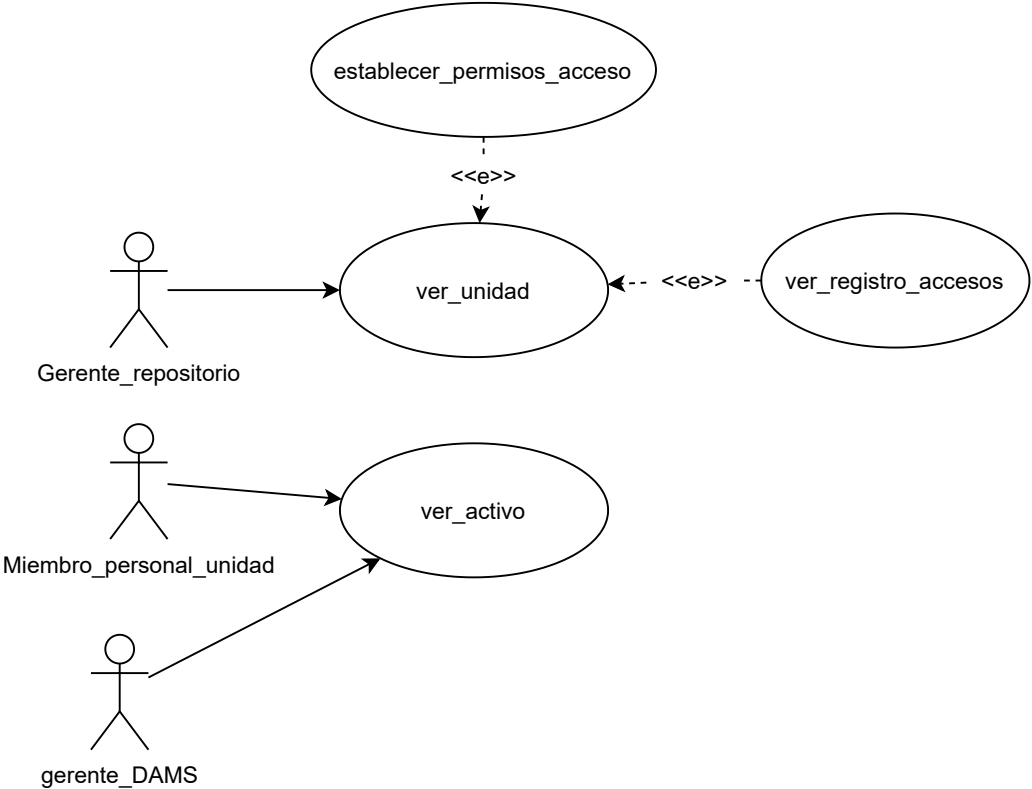 establecer_permisos_acceso
<<e>>
ver_unidad
<<e>>
ver_registro_accesos
Gerente_repositorio
ver_activo
Miembro_personal_unidad
gerente_DAMS